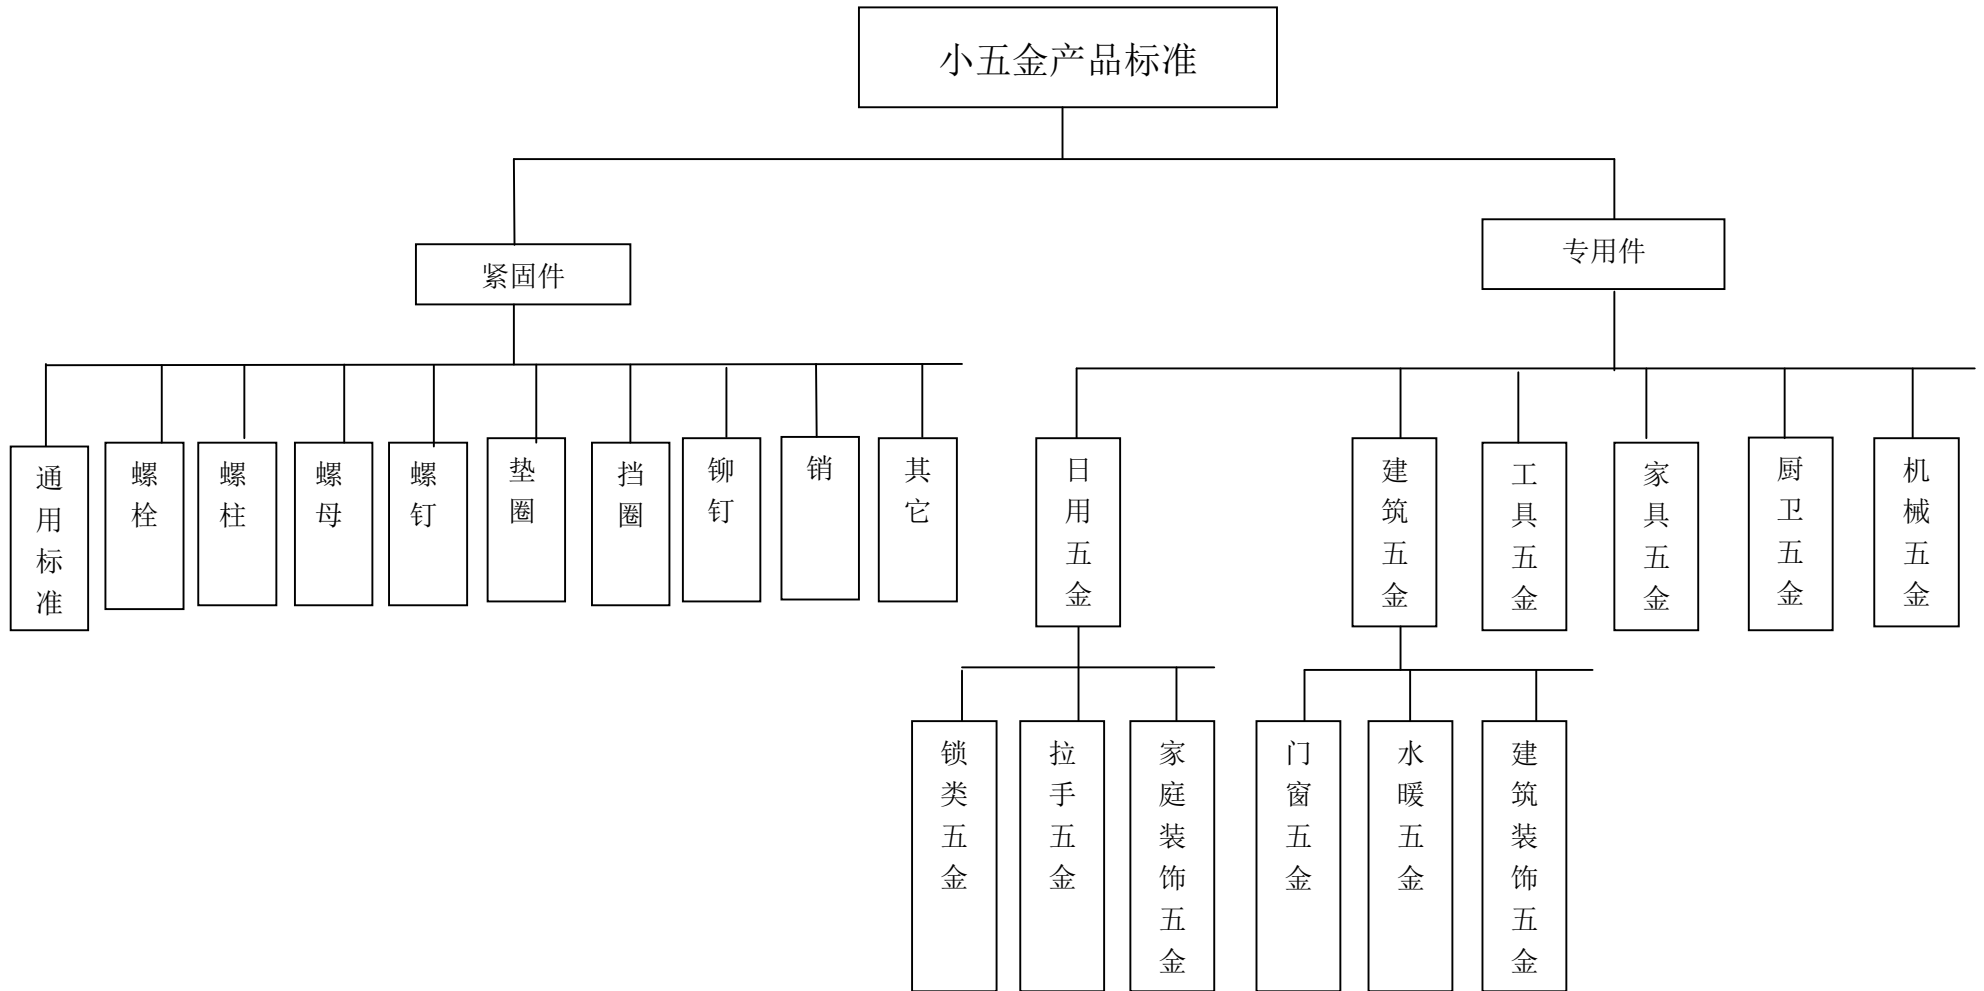 小五金产品标准
专用件
紧固件
通用标准
螺栓
螺柱
螺母
螺钉
垫圈
挡圈
铆钉
销
其它
日用五金
建筑五金
工具五金
家具五金
厨卫五金
机械五金
锁类五金
拉手五金
家庭装饰五金
门窗五金
水暖五金
建筑装饰五金